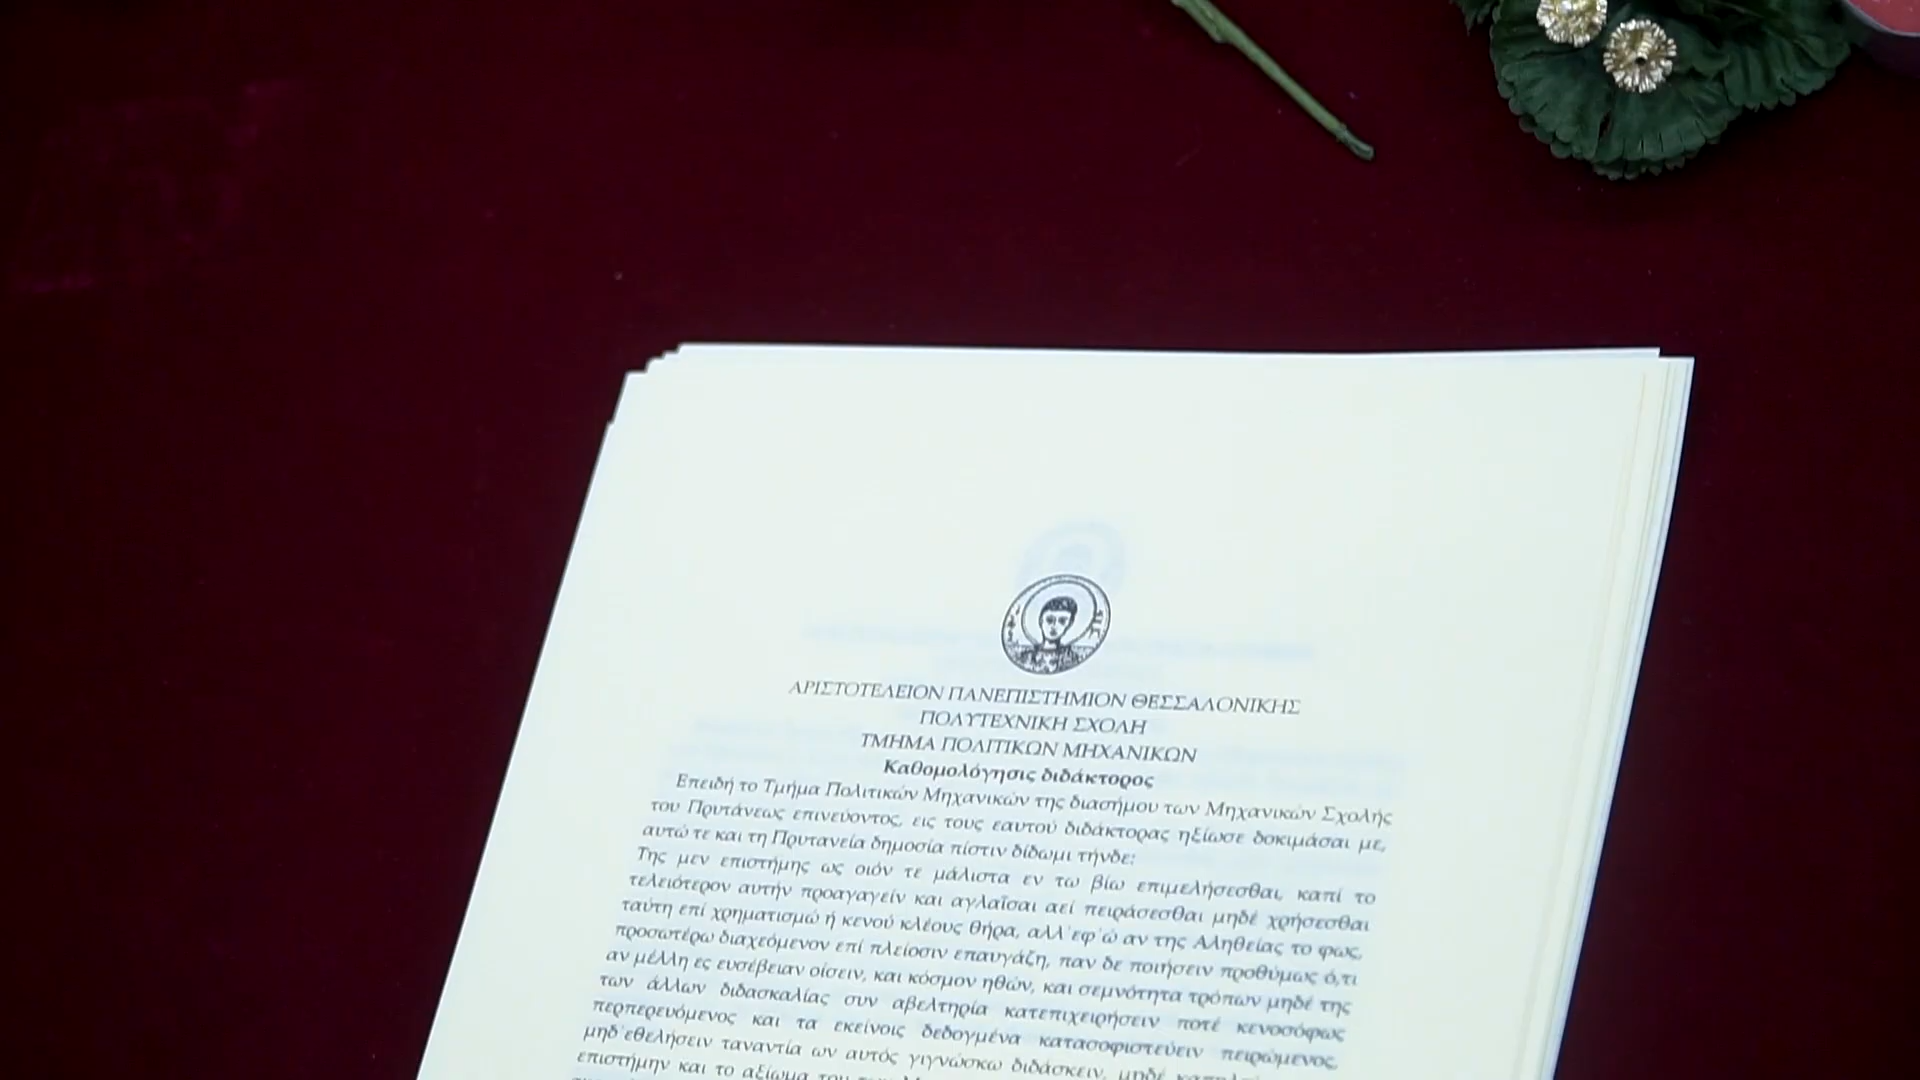 ΑΡΙΣΤΟΤΕΛΕΙΟΝ ΠΑΝΕΠΙΣΤΗΜΙΟΝ ΘΕΣΣΑΛΟΝΙΚΗΣ
ΠΟΛΥΤΕΧΝΙΚΗ ΣΧΟΛΗ
ΤΜΗΜΑ ΠΟΛΙΤΙΚΩΝ ΜΗΧΑΝΙΚΩΝ
Καθομολόγησις διδάκτορος
Επειδή το Τμήμα Πολιτικών Μηχανικών της διασήμου των Μηχανικών Σχολής
του Πρυτάνεως επινεύοντος, εις τους εαυτού διδάκτορας ηξίωσε δοκιμάσαι με,
αυτώ τε και τη Πρυτανεία δημοσία πίστιν δίδωμι τήνδε:
Της μεν επιστήμης ως οιόν τε μάλιστα εν τω βίω επιμελήσεσθαι, καπί το
τελειότερον αυτήν προαγαγείν και αγλαΐσαι αεί πειράσεσθαι μηδέ χρήσεσθαι
ταύτη επί χρηματισμώ ή κενού κλέους θήρα, αλλ'εφ'ώ αν της Αληθείας το φως,
προσωτέρω διαχεόμενον επί πλείοσιν επαυγάζη, παν δε ποιήσειν προθύμως ό,τι
αν μέλλη ες ευσέβειαν οίσειν, και κόσμον ηθών, και σεμνότητα τρόπων μηδέ της
των άλλων διδασκαλίας συν αβελτηρία κατεπιχειρήσειν ποτέ κενοσόφως
περπερευόμενος και τα εκείνοις δεδογμένα κατασοφιστεύειν πειρώμενος,
μηδ'εθελήσειν ταναντία ων αυτός γιγνώσκω διδάσκειν, μηδέ
επιστήμην και το αξίωμα του